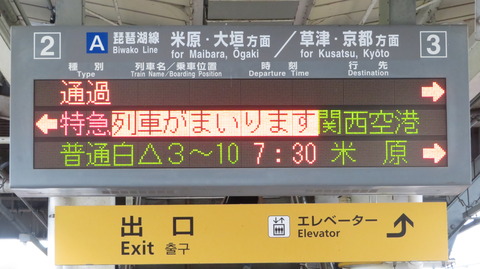 2 A 琵琶湖線 米原・大垣方面／草津・京都方面 3
Biwako Line for Maibara, Ōgaki for Kusatsu, Kyōto
種別 列車名／乗車位置 時刻 行先
Type Train Name/Boarding Position Departure Time Destination
通過 →
← 特急 列車がまいります 関西空港
普通 白△3～10 7:30 米原 →
出口 エレベーター
Exit 출구 Elevator